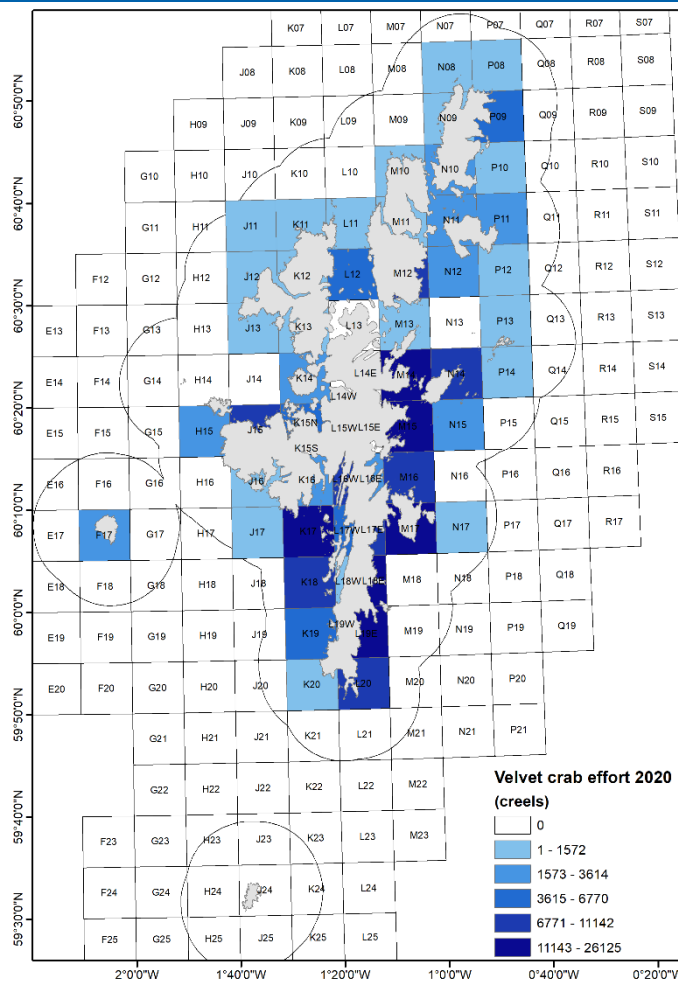 K07 L07 M07 N07 P07 Q07 R07 S07
J08 K08 L08 M08 N08 P08 Q08 R08 S08
60°50'0"N
H09 J09 K09 L09 M09 N09 P09 Q09 R09 S09
G10 H10 J10 K10 L10 M10 N10 P10 Q10 R10 S10
60°40'0"N
G11 H11 J11 K11 L11 M11 N11 P11 Q11 R11 S11
F12 G12 H12 J12 K12 L12 M12 N12 P12 Q12 R12 S12
60°30'0"N
E13 F13 G13 H13 J13 K13 L13 M13 N13 P13 Q13 R13 S13
E14 F14 G14 H14 J14 K14 L14E M14 N14 P14 Q14 R14 S14
L14W
60°20'0"N
E15 F15 G15 H15 J15 K15N L15W L15E M15 N15 P15 Q15 R15 S15
K15S
E16 F16 G16 H16 J16 K16 L16W L16E M16 N16 P16 Q16 R16
60°10'0"N
E17 F17 G17 H17 J17 K17 L17W L17E M17 N17 P17 Q17 R17
E18 F18 G18 H18 J18 K18 L18W L18E M18 N18 P18 Q18
60°0'0"N
E19 F19 G19 H19 J19 K19 L19W L19E M19 N19 P19 Q19
E20 F20 G20 H20 J20 K20 L20 M20 N20 P20
59°50'0"N
G21 H21 J21 K21 L21 M21 N21 P21
G22 H22 J22 K22 L22 M22
59°40'0"N
F23 G23 H23 J23 K23 L23 M23
F24 G24 H24 J24 K24 L24
59°30'0"N
F25 G25 H25 J25 K25 L25
Velvet crab effort 2020
(creels)
0
1 - 1572
1573 - 3614
3615 - 6770
6771 - 11142
11143 - 26125
2°0'0"W 1°40'0"W 1°20'0"W 1°0'0"W 0°40'0"W 0°20'0"W